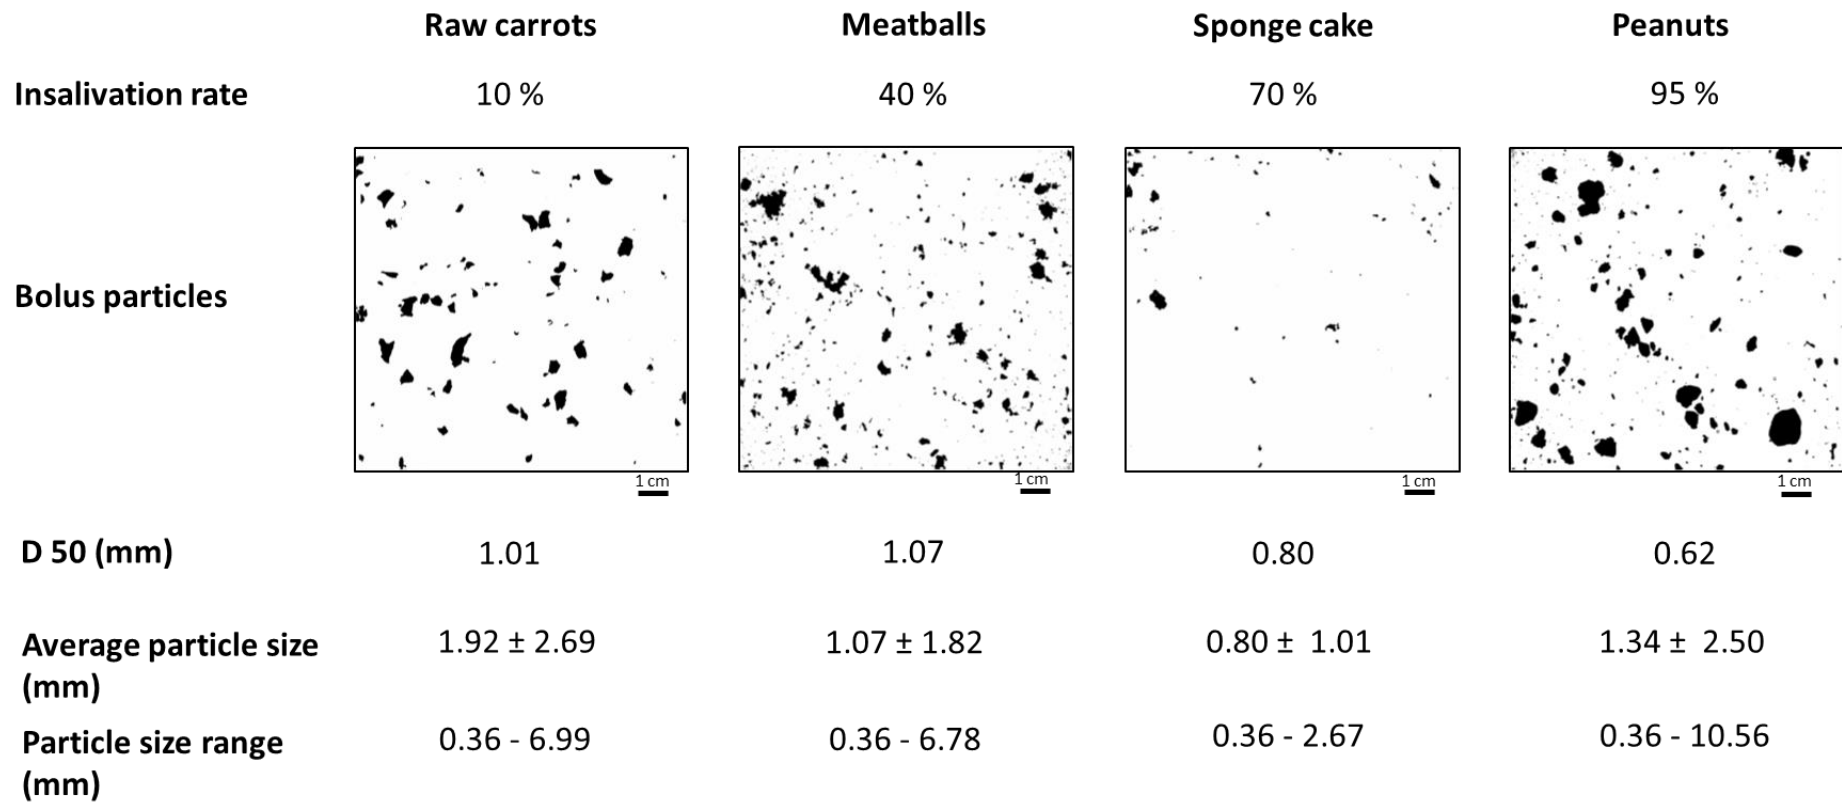 Raw carrots Meatballs Sponge cake Peanuts
Insalivation rate 10 % 40 % 70 % 95 %
Bolus particles
1 cm 1 cm 1 cm 1 cm
D 50 (mm) 1.01 1.07 0.80 0.62
Average particle size 1.92 ± 2.69 1.07 ± 1.82 0.80 ± 1.01 1.34 ± 2.50
(mm)
Particle size range 0.36 - 6.99 0.36 - 6.78 0.36 - 2.67 0.36 - 10.56
(mm)